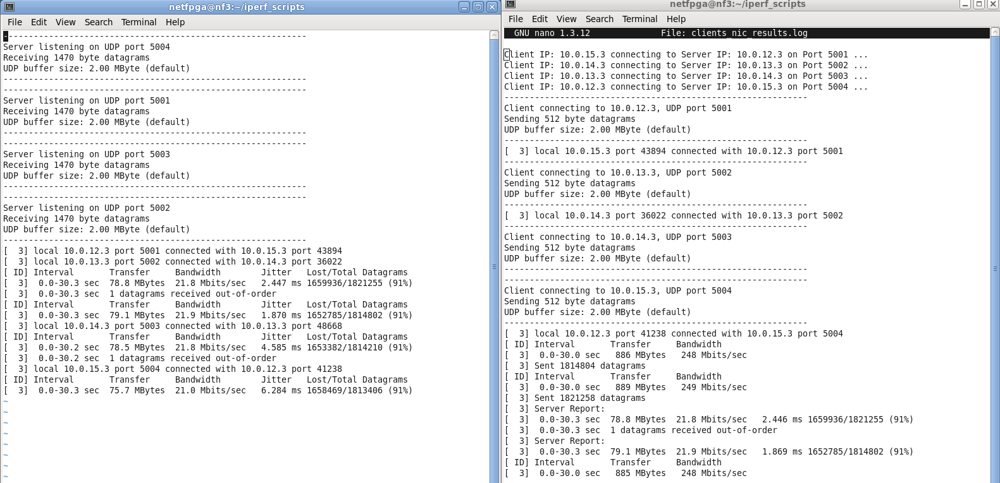 netfpga@nf3:~/iperf_scripts
File Edit View Search Terminal Help
------------------------------------------------------------
Server listening on UDP port 5004
Receiving 1470 byte datagrams
UDP buffer size: 2.00 MByte (default)
------------------------------------------------------------
------------------------------------------------------------
Server listening on UDP port 5001
Receiving 1470 byte datagrams
UDP buffer size: 2.00 MByte (default)
------------------------------------------------------------
------------------------------------------------------------
Server listening on UDP port 5003
Receiving 1470 byte datagrams
UDP buffer size: 2.00 MByte (default)
------------------------------------------------------------
------------------------------------------------------------
Server listening on UDP port 5002
Receiving 1470 byte datagrams
UDP buffer size: 2.00 MByte (default)
------------------------------------------------------------
[  3] local 10.0.12.3 port 5001 connected with 10.0.15.3 port 43894
[  3] local 10.0.13.3 port 5002 connected with 10.0.14.3 port 36022
[ ID] Interval       Transfer     Bandwidth        Jitter   Lost/Total Datagrams
[  3]  0.0-30.3 sec  78.8 MBytes  21.8 Mbits/sec   2.447 ms 1659936/1821255 (91%)
[  3]  0.0-30.3 sec  1 datagrams received out-of-order
[ ID] Interval       Transfer     Bandwidth        Jitter   Lost/Total Datagrams
[  3]  0.0-30.3 sec  79.1 MBytes  21.9 Mbits/sec   1.870 ms 1652785/1814802 (91%)
[  3] local 10.0.14.3 port 5003 connected with 10.0.13.3 port 48668
[ ID] Interval       Transfer     Bandwidth        Jitter   Lost/Total Datagrams
[  3]  0.0-30.2 sec  78.5 MBytes  21.8 Mbits/sec   4.585 ms 1653382/1814210 (91%)
[  3]  0.0-30.2 sec  1 datagrams received out-of-order
[  3] local 10.0.15.3 port 5004 connected with 10.0.12.3 port 41238
[ ID] Interval       Transfer     Bandwidth        Jitter   Lost/Total Datagrams
[  3]  0.0-30.3 sec  75.7 MBytes  21.0 Mbits/sec   6.284 ms 1658469/1813406 (91%)
~
~
~
~
~
~
~
~
netfpga@nf3:~/iperf_scripts
File Edit View Search Terminal Help
GNU nano 1.3.12              File: clients_nic_results.log
Client IP: 10.0.15.3 connecting to Server IP: 10.0.12.3 on Port 5001 ...
Client IP: 10.0.14.3 connecting to Server IP: 10.0.13.3 on Port 5002 ...
Client IP: 10.0.13.3 connecting to Server IP: 10.0.14.3 on Port 5003 ...
Client IP: 10.0.12.3 connecting to Server IP: 10.0.15.3 on Port 5004 ...
------------------------------------------------------------
Client connecting to 10.0.12.3, UDP port 5001
Sending 512 byte datagrams
UDP buffer size: 2.00 MByte (default)
------------------------------------------------------------
[  3] local 10.0.15.3 port 43894 connected with 10.0.12.3 port 5001
------------------------------------------------------------
Client connecting to 10.0.13.3, UDP port 5002
Sending 512 byte datagrams
UDP buffer size: 2.00 MByte (default)
------------------------------------------------------------
[  3] local 10.0.14.3 port 36022 connected with 10.0.13.3 port 5002
------------------------------------------------------------
Client connecting to 10.0.14.3, UDP port 5003
Sending 512 byte datagrams
UDP buffer size: 2.00 MByte (default)
------------------------------------------------------------
------------------------------------------------------------
Client connecting to 10.0.15.3, UDP port 5004
Sending 512 byte datagrams
UDP buffer size: 2.00 MByte (default)
------------------------------------------------------------
[  3] local 10.0.12.3 port 41238 connected with 10.0.15.3 port 5004
[ ID] Interval       Transfer     Bandwidth
[  3]  0.0-30.0 sec   886 MBytes   248 Mbits/sec
[  3] Sent 1814804 datagrams
[ ID] Interval       Transfer     Bandwidth
[  3]  0.0-30.0 sec   889 MBytes   249 Mbits/sec
[  3] Sent 1821258 datagrams
[  3] Server Report:
[  3]  0.0-30.3 sec  78.8 MBytes  21.8 Mbits/sec   2.446 ms 1659936/1821255 (91%)
[  3]  0.0-30.3 sec  1 datagrams received out-of-order
[  3] Server Report:
[  3]  0.0-30.3 sec  79.1 MBytes  21.9 Mbits/sec   1.869 ms 1652785/1814802 (91%)
[ ID] Interval       Transfer     Bandwidth
[  3]  0.0-30.0 sec   885 MBytes   248 Mbits/sec